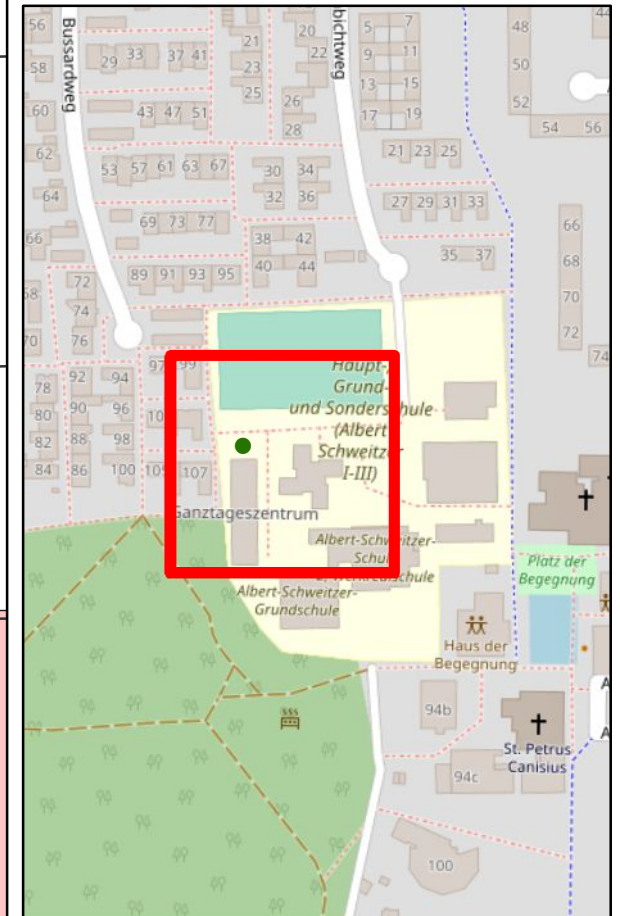 56
58
60
62
64
66
68
70
Bussardweg
29 33 37 41
43 47 51
53 57 61 63 67
69 73 77
89 91 93 95
72
74
76
21
23
25
20
22
26
28
30 34
32 36
38 42
40 44
bichtweg
5 7
9 11
13 15
17 19
21 23 25
27 29 31 33
35 37
48
50
52
54 56
66
68
70
72
74
78
80
82
84
92 94
90 96
88 98
86 100
97 99
105 107
Haupt-,
Grund-
und Sonderschule
(Albert
Schweitze
I-III)
Ganztageszentrum
Albert-Schweitzer-
Schul
Werkrealschule
Albert-Schweitzer-
Grundschule
Platz der
Begegnung
Haus der
Begegnung
94b
94c
St. Petrus
Canisius
100
A
A